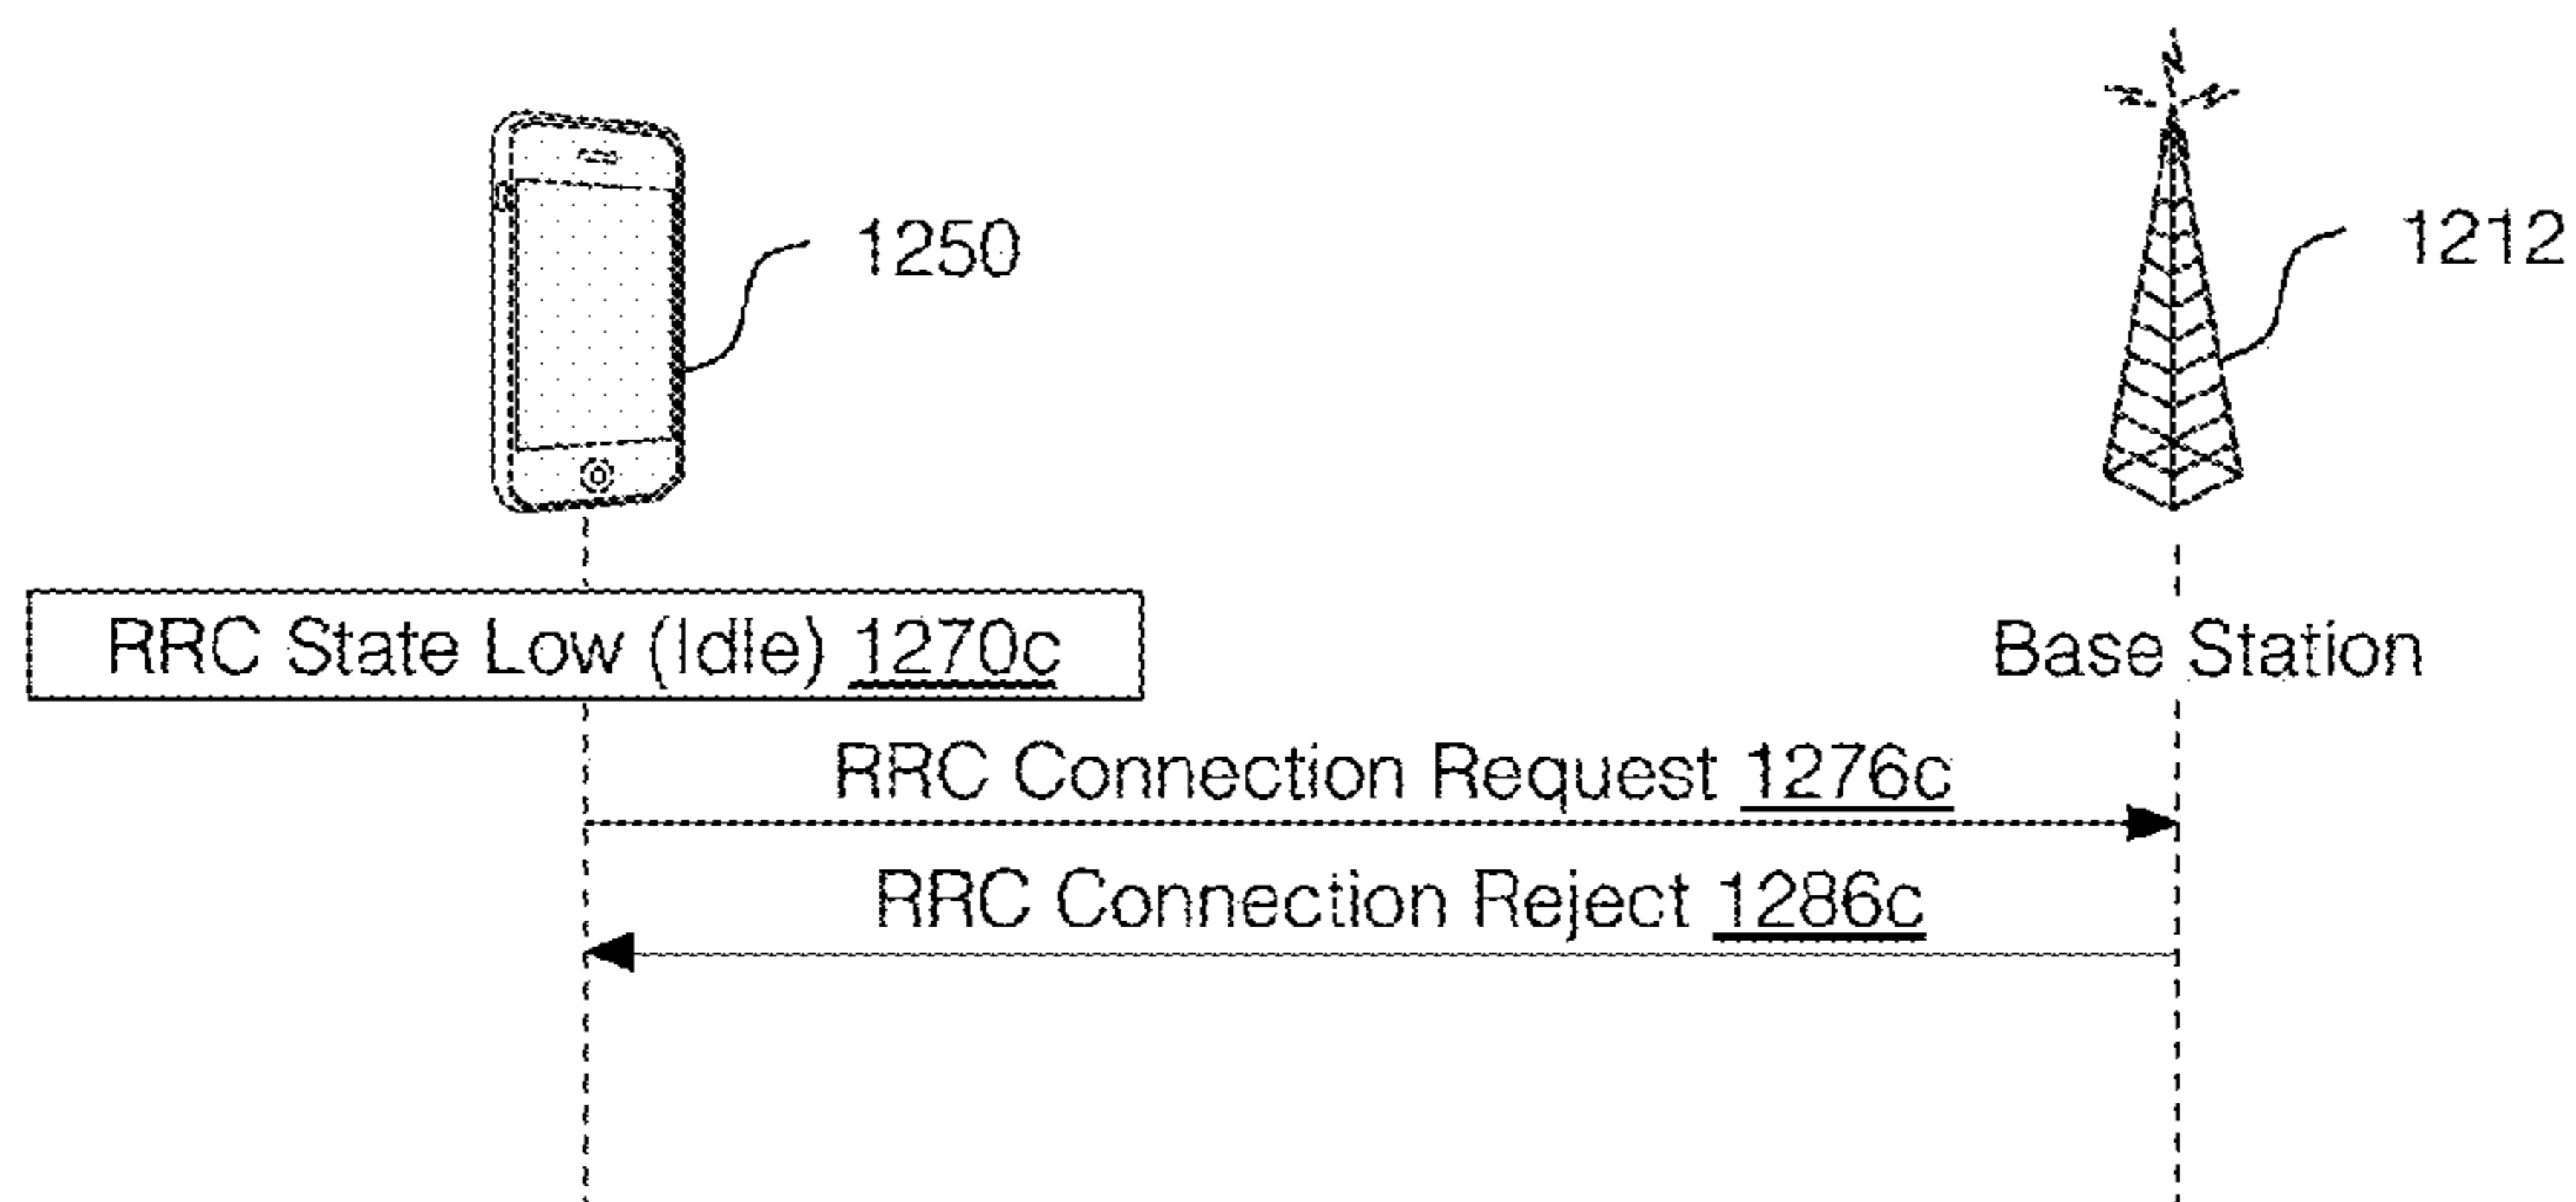 1250
1212
RRC State Low (Idle) 1270c
Base Station
RRC Connection Request 1276c
RRC Connection Reject 1286c